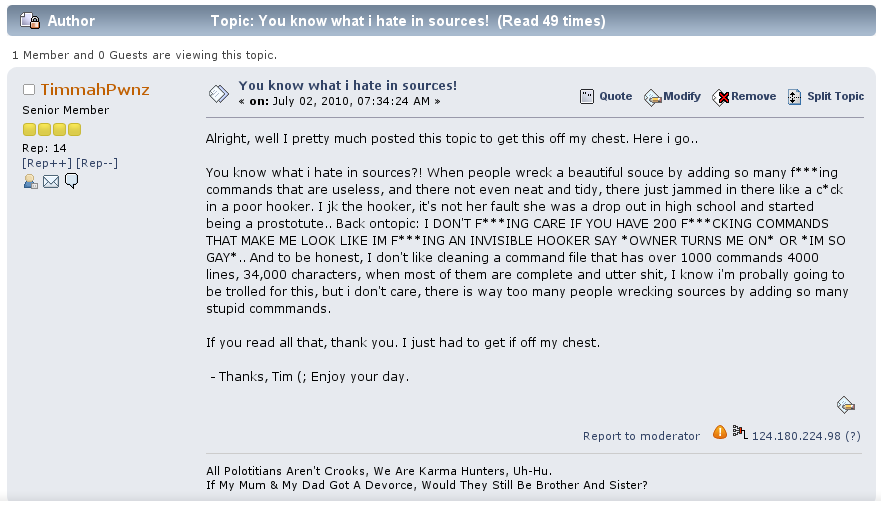 Author Topic: You know what i hate in sources! (Read 49 times)
1 Member and 0 Guests are viewing this topic.
TimmahPwnz
Senior Member
Rep: 14
[Rep++] [Rep--]
You know what i hate in sources!
« on: July 02, 2010, 07:34:24 AM »
Quote Modify Remove Split Topic
Alright, well I pretty much posted this topic to get this off my chest. Here i go..
You know what i hate in sources?! When people wreck a beautiful souce by adding so many f***ing
commands that are useless, and there not even neat and tidy, there just jammed in there like a c*ck
in a poor hooker. I jk the hooker, it's not her fault she was a drop out in high school and started
being a prostotute.. Back ontopic: I DON'T F***ING CARE IF YOU HAVE 200 F***CKING COMMANDS
THAT MAKE ME LOOK LIKE IM F***ING AN INVISIBLE HOOKER SAY *OWNER TURNS ME ON* OR *IM SO
GAY*.. And to be honest, I don't like cleaning a command file that has over 1000 commands 4000
lines, 34,000 characters, when most of them are complete and utter shit, I know i'm probally going to
be trolled for this, but i don't care, there is way too many people wrecking sources by adding so many
stupid commmands.
If you read all that, thank you. I just had to get if off my chest.
- Thanks, Tim (; Enjoy your day.
Report to moderator 124.180.224.98 (?)
All Polotitians Aren't Crooks, We Are Karma Hunters, Uh-Hu.
If My Mum & My Dad Got A Devorce, Would They Still Be Brother And Sister?